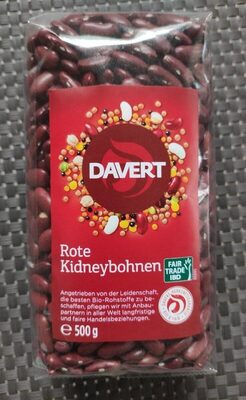 DAVERT
Rote
Kidneybohnen
FAIR
TRADE
IBD
Angetrieben von der Leidenschaft,
die besten Bio-Rohstoffe zu be-
schaffen, pflegen wir mit Anbau-
partnern in aller Welt langfristige
und faire Handelsbeziehungen.
e 500 g